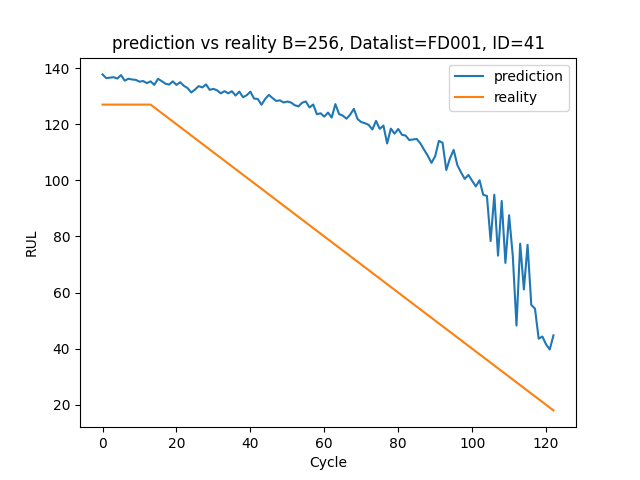 prediction vs reality B=256, Datalist=FD001, ID=41
prediction
reality
RUL
140
120
100
80
60
40
20
0 20 40 60 80 100 120
Cycle